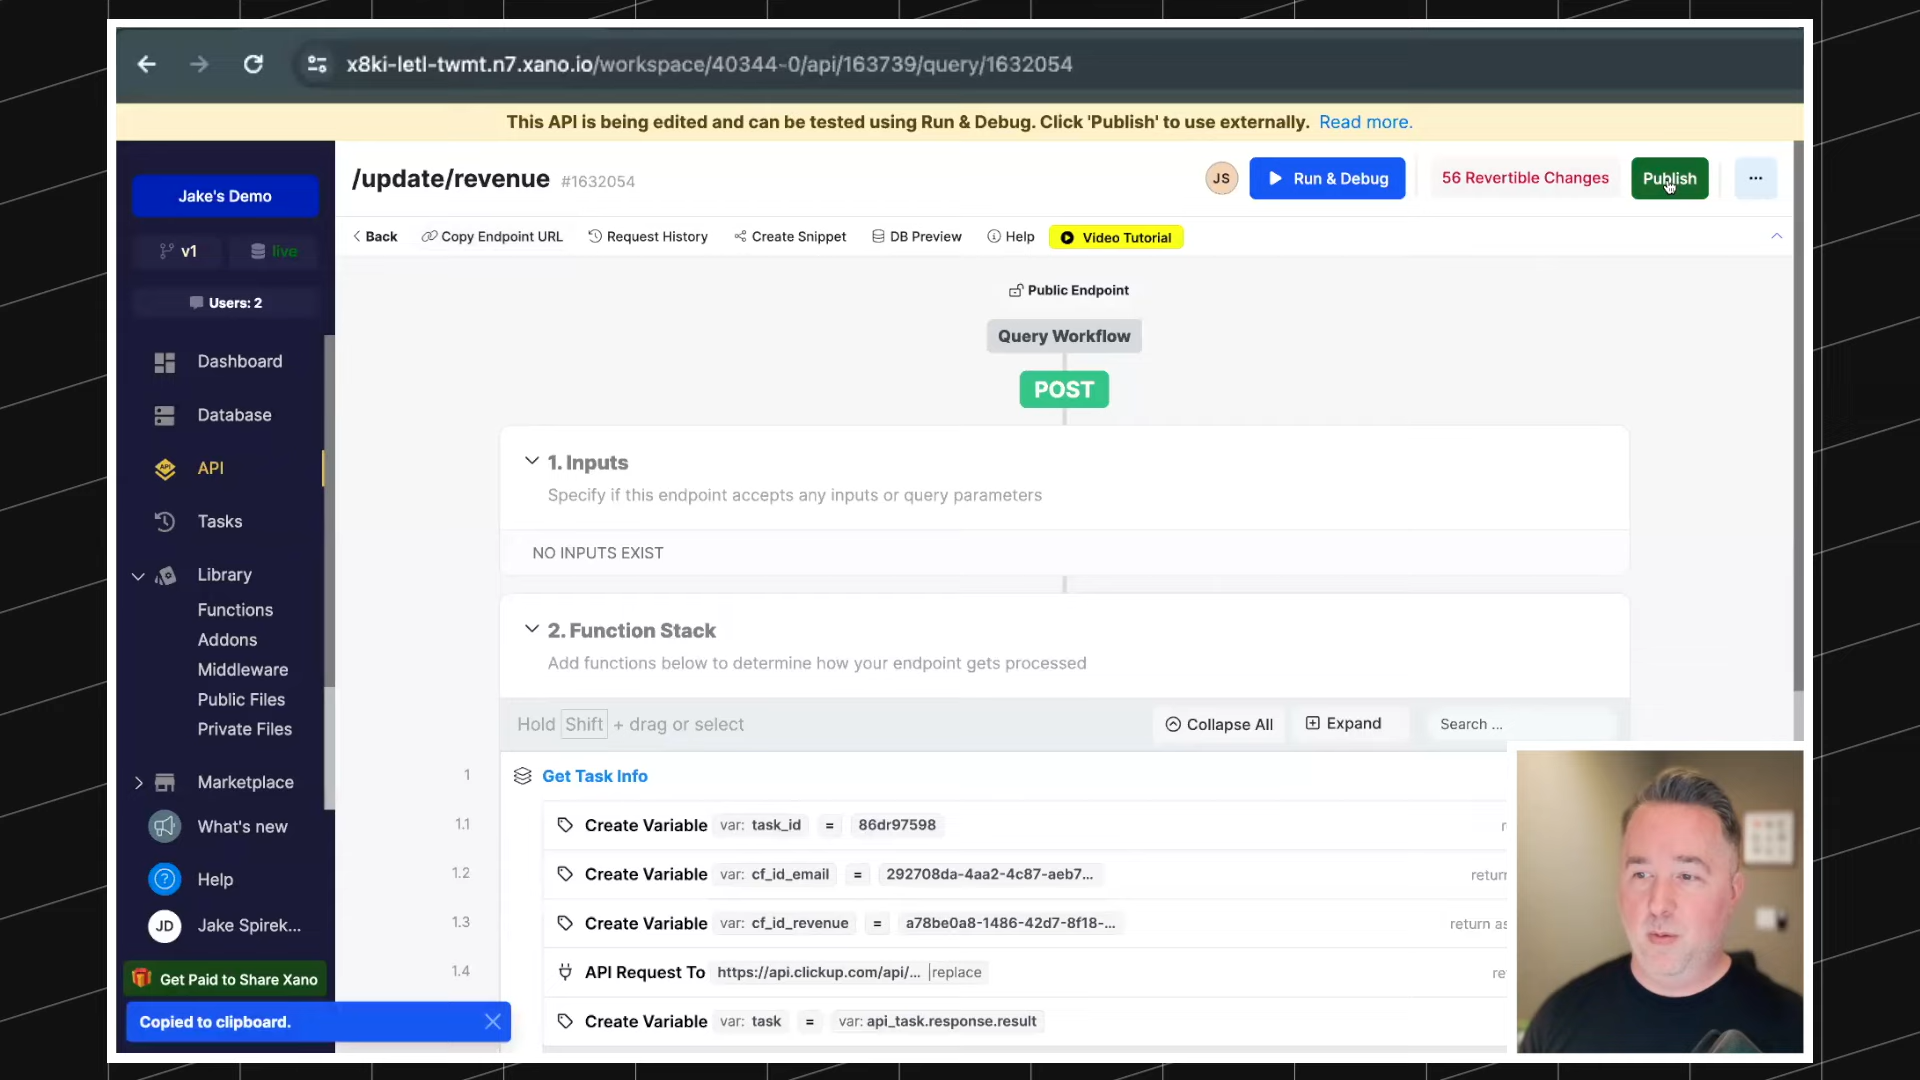 x8ki-letl-twmt.n7.xano.io/workspace/40344-0/api/163739/query/1632054
This API is being edited and can be tested using Run & Debug. Click 'Publish' to use externally. Read more.
Jake's Demo
v1
live
Users: 2
Dashboard
Database
API
Tasks
Library
Functions
Addons
Middleware
Public Files
Private Files
Marketplace
What's new
Help
JD Jake Spirek...
Get Paid to Share Xano
Copied to clipboard.
/update/revenue #1632054
JS
Run & Debug
56 Revertible Changes
Publish
...
Back
Copy Endpoint URL
Request History
Create Snippet
DB Preview
Help
Video Tutorial
Public Endpoint
Query Workflow
POST
1. Inputs
Specify if this endpoint accepts any inputs or query parameters
NO INPUTS EXIST
2. Function Stack
Add functions below to determine how your endpoint gets processed
Hold Shift + drag or select
Collapse All
Expand
Search ...
1 Get Task Info
1.1 Create Variable var: task_id = 86dr97598
1.2 Create Variable var: cf_id_email = 292708da-4aa2-4c87-aeb7... return
1.3 Create Variable var: cf_id_revenue = a78be0a8-1486-42d7-8f18-... return as
1.4 API Request To https://api.clickup.com/api/... |replace re
Create Variable var: task = var: api_task.response.result